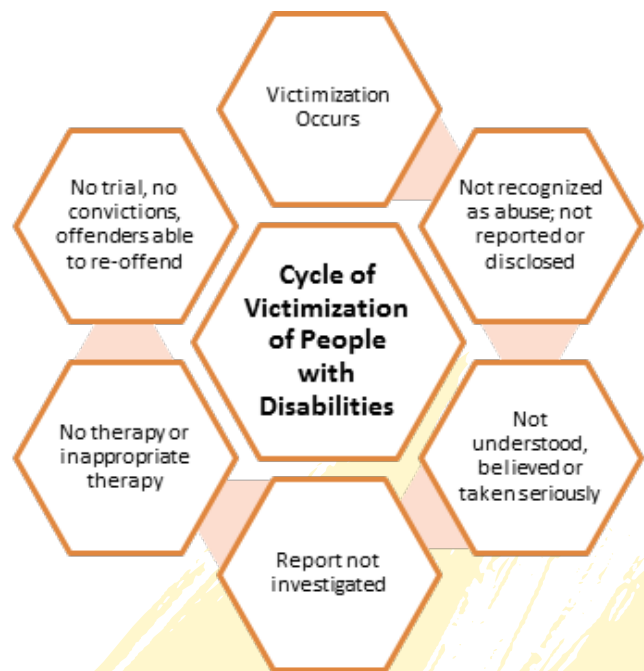 Victimization
Occurs
Not recognized
as abuse; not
reported or
disclosed
Not
understood,
believed or
taken seriously
Report not
investigated
No therapy or
inappropriate
therapy
No trial, no
convictions,
offenders able
to re-offend
Cycle of
Victimization
of People
with
Disabilities